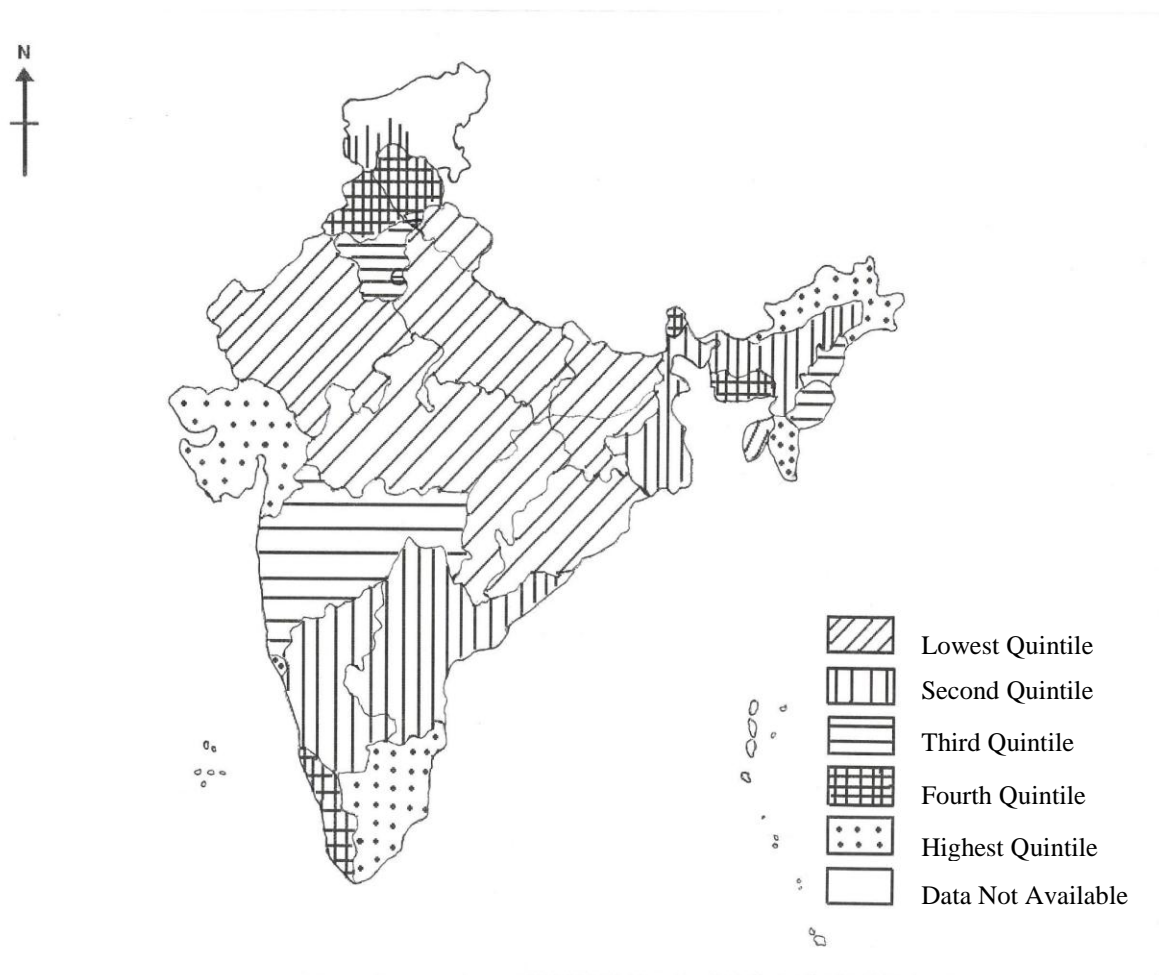 N
Lowest Quintile
Second Quintile
Third Quintile
Fourth Quintile
Highest Quintile
Data Not Available